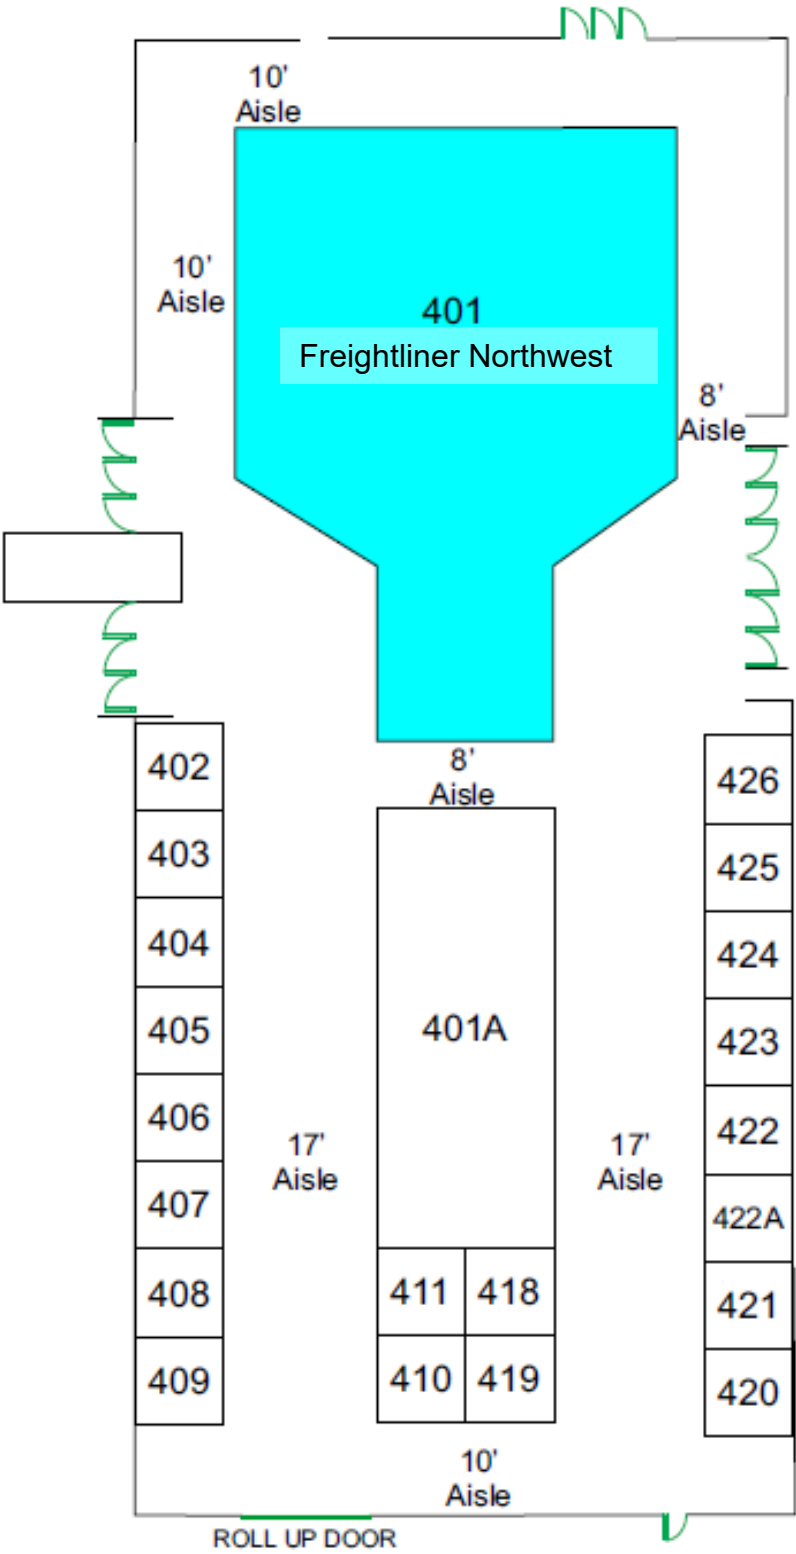 10’
Aisle
10’
Aisle
401
Freightliner Northwest
8’
Aisle
8’
Aisle
402
403
404
405
406
407
408
409
401A
17’
Aisle
17’
Aisle
411 418
410 419
426
425
424
423
422
422A
421
420
10’
Aisle
ROLL UP DOOR